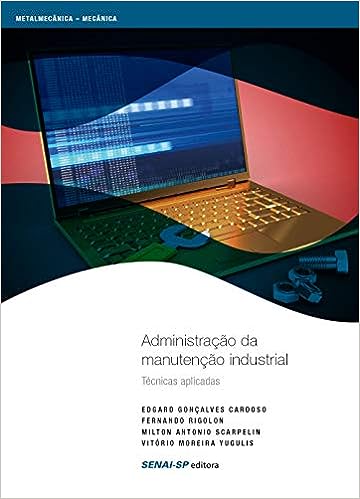 METALMECÂNICA – MECÂNICA
Administração da
manutenção industrial
Técnicas aplicadas
EDGARD GONÇALVES CARDOSO
FERNANDO RIGOLON
MILTON ANTONIO SCARPELIN
VITÓRIO MOREIRA YUGULIS
SENAI-SP editora